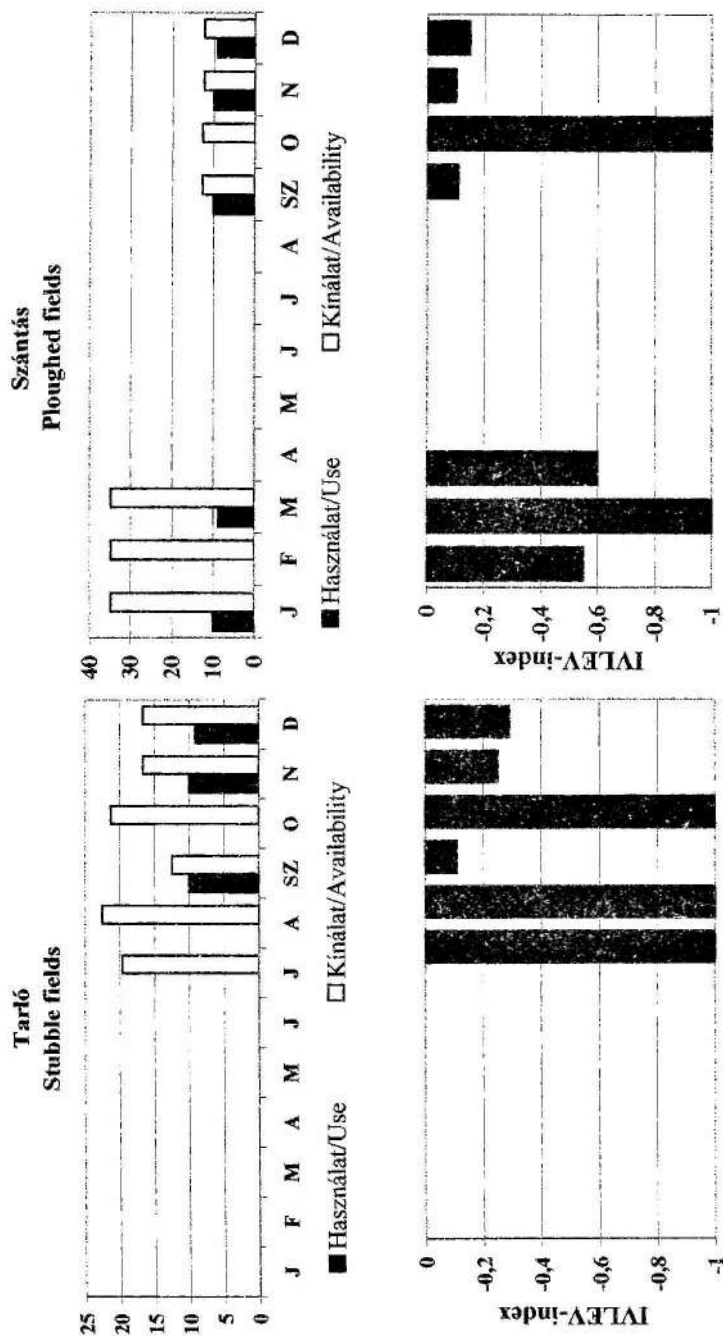 Tarló
Stubble fields
25
20
15
10
5
0
J F M A M J J A SZ O N D
Használat/Use Kínálat/Availability
0
-0,2
-0,4
-0,6
-0,8
-1
IVLEV-index
Szántás
Ploughed fields
40
30
20
10
0
J F M A M J J A SZ O N D
Használat/Use Kínálat/Availability
0
-0,2
-0,4
-0,6
-0,8
-1
IVLEV-index